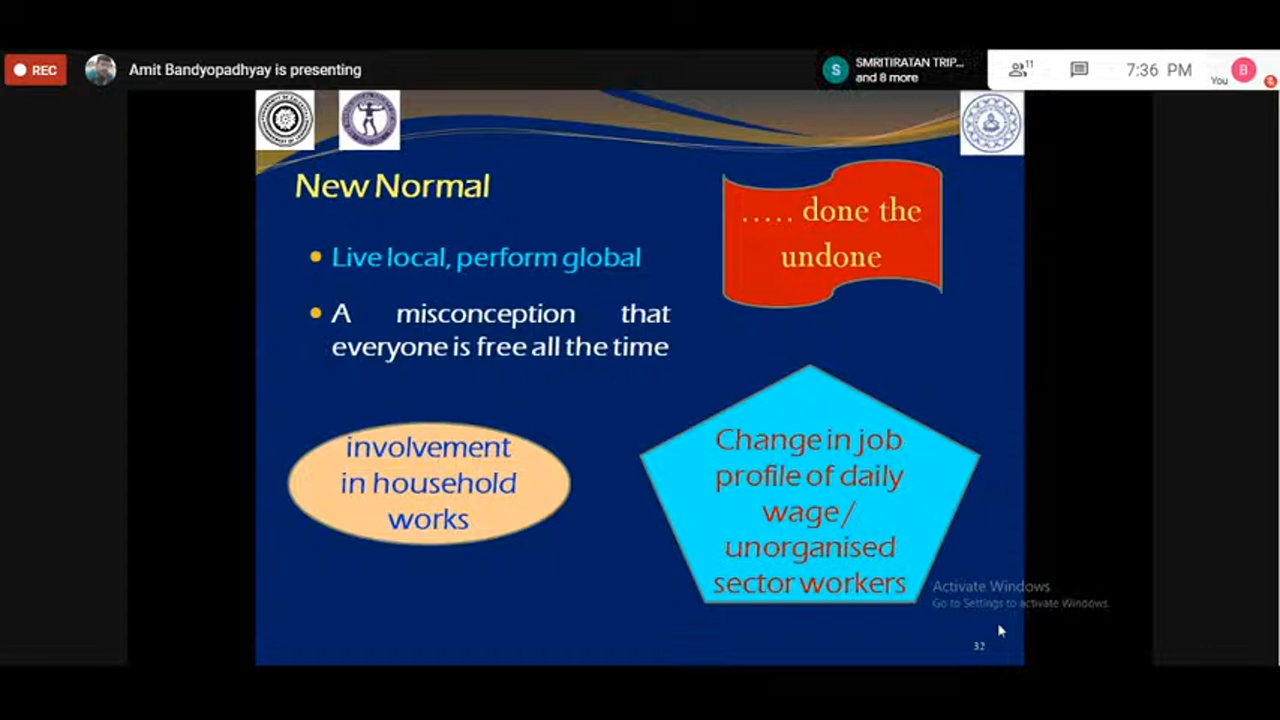 REC
Amit Bandyopadhyay is presenting
S
SMRITIRATAN TRIP...
and 8 more
11
7:36 PM
You
B
New Normal
..... done the
undone
Live local, perform global
A misconception that
everyone is free all the time
involvement
in household
works
Change in job
profile of daily
wage/
unorganised
sector workers
Activate Windows
Go to Settings to activate Windows.
32